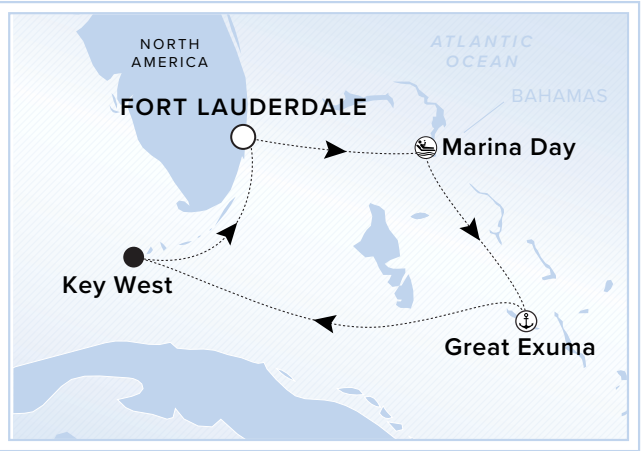 NORTH
AMERICA
ATLANTIC
OCEAN
BAHAMAS
FORT LAUDERDALE
Marina Day
Key West
Great Exuma